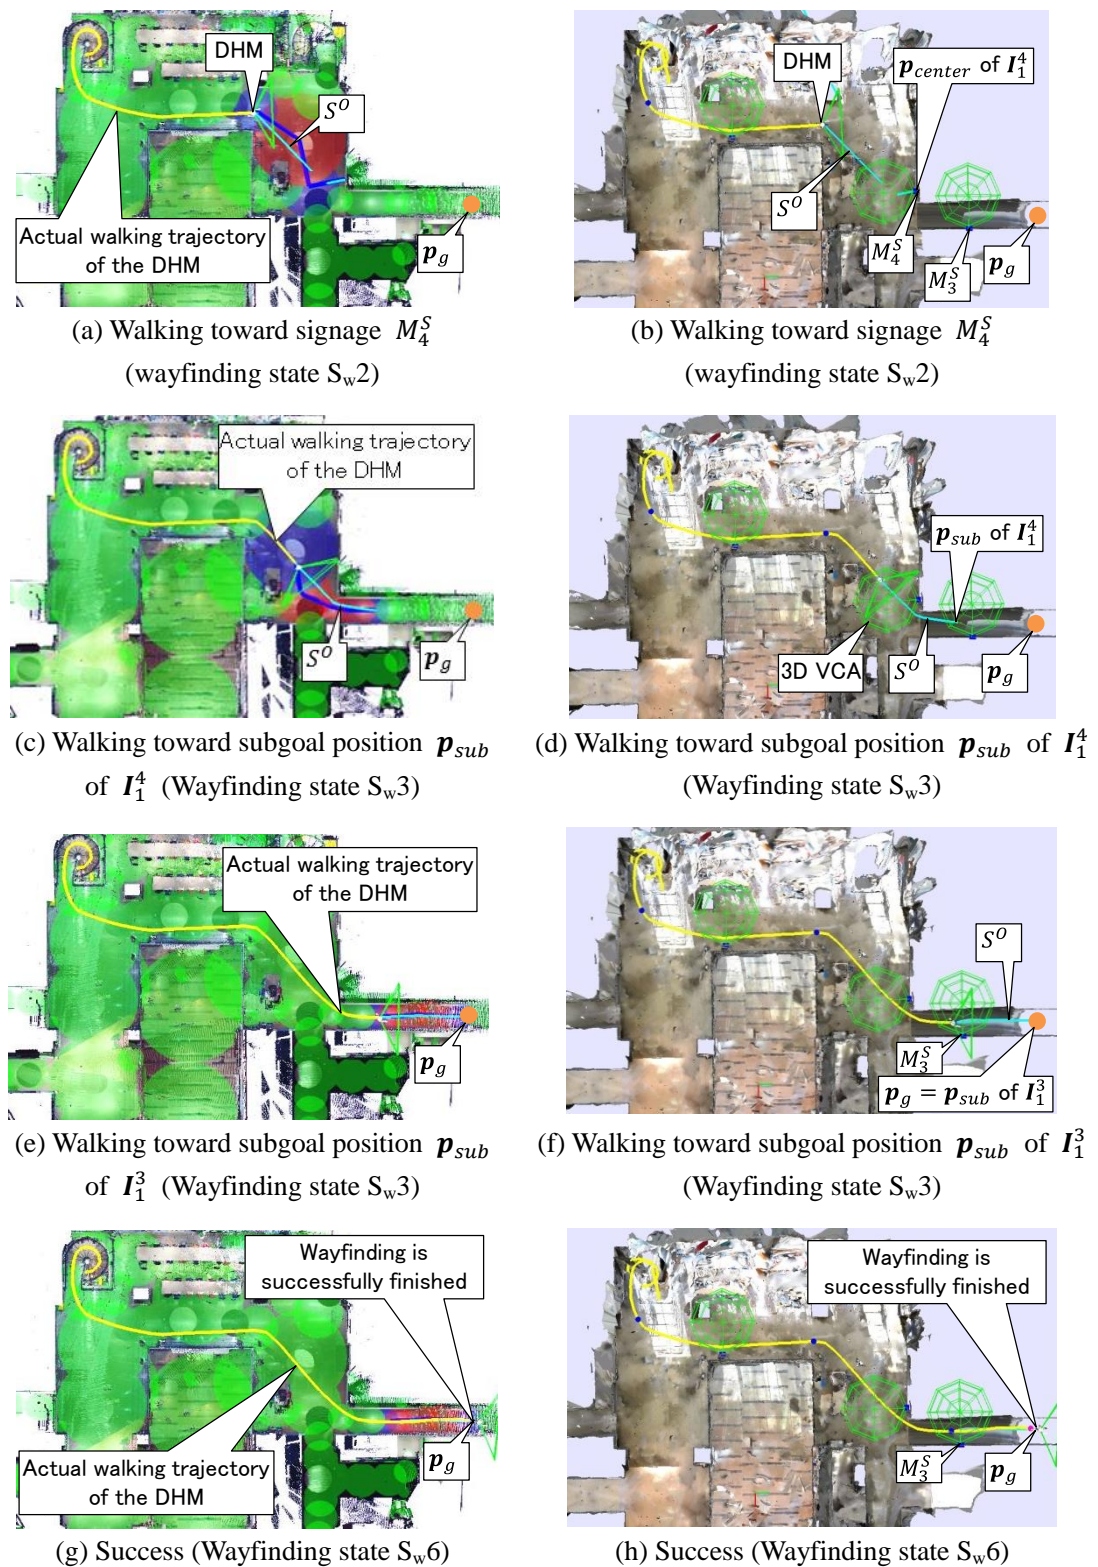 DHM
S^O
Actual walking trajectory
of the DHM
p_g
(a) Walking toward signage M_4^S
(wayfinding state S_w2)
DHM
p_center of I_1^4
S^O
M_4^S
M_3^S
p_g
(b) Walking toward signage M_4^S
(wayfinding state S_w2)
Actual walking trajectory
of the DHM
S^O
p_g
(c) Walking toward subgoal position p_sub
of I_1^4 (Wayfinding state S_w3)
p_sub of I_1^4
3D VCA
S^O
p_g
(d) Walking toward subgoal position p_sub of I_1^4
(Wayfinding state S_w3)
Actual walking trajectory
of the DHM
p_g
(e) Walking toward subgoal position p_sub
of I_1^3 (Wayfinding state S_w3)
S^O
M_3^S
p_g = p_sub of I_1^3
(f) Walking toward subgoal position p_sub of I_1^3
(Wayfinding state S_w3)
Wayfinding is
successfully finished
p_g
Actual walking trajectory
of the DHM
(g) Success (Wayfinding state S_w6)
Wayfinding is
successfully finished
M_3^S
p_g
(h) Success (Wayfinding state S_w6)